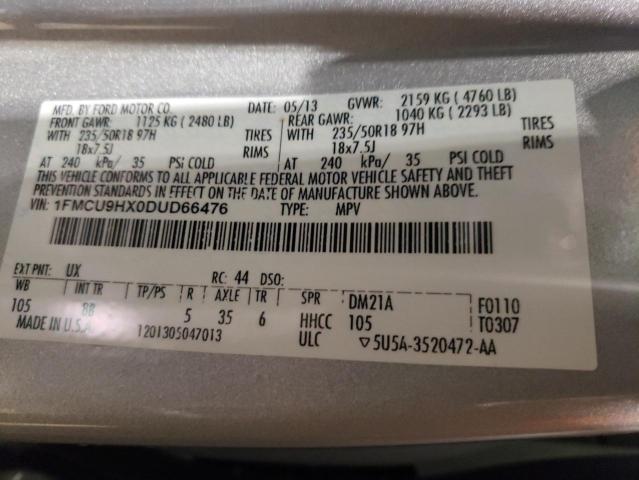 MFD. BY FORD MOTOR CO. DATE: 05/13 GVWR: 2159 KG ( 4760 LB)
FRONT GAWR: 1125 KG ( 2480 LB) REAR GAWR: 1040 KG ( 2293 LB)
WITH 235/50R18 97H TIRES WITH 235/50R18 97H TIRES
18x7.5J RIMS 18x7.5J RIMS
AT 240 kPa/ 35 PSI COLD AT 240 kPa/ 35 PSI COLD
THIS VEHICLE CONFORMS TO ALL APPLICABLE FEDERAL MOTOR VEHICLE SAFETY AND THEFT
PREVENTION STANDARDS IN EFFECT ON THE DATE OF MANUFACTURE SHOWN ABOVE.
VIN: 1FMCU9HX0DUD66476 TYPE: MPV
EXT PNT: UX RC: 44 DSO:
WB INT TR TP/PS R AXLE TR SPR DM21A F0110
105 8B 5 35 6 HHCC 105 T0307
MADE IN U.S.A. 1201305047013 ULC ▽5U5A-3520472-AA